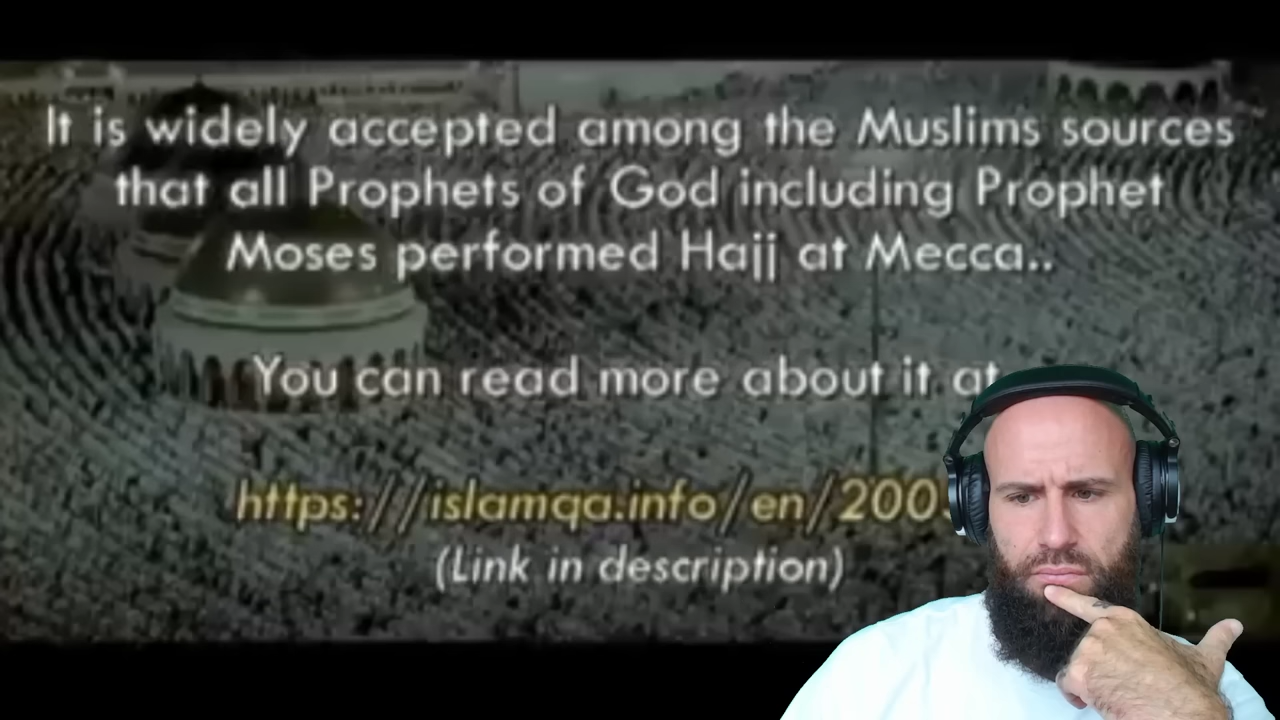 It is widely accepted among the Muslims sources
that all Prophets of God including Prophet
Moses performed Hajj at Mecca..
You can read more about it at
https://islamqa.info/en/200
(Link in description)